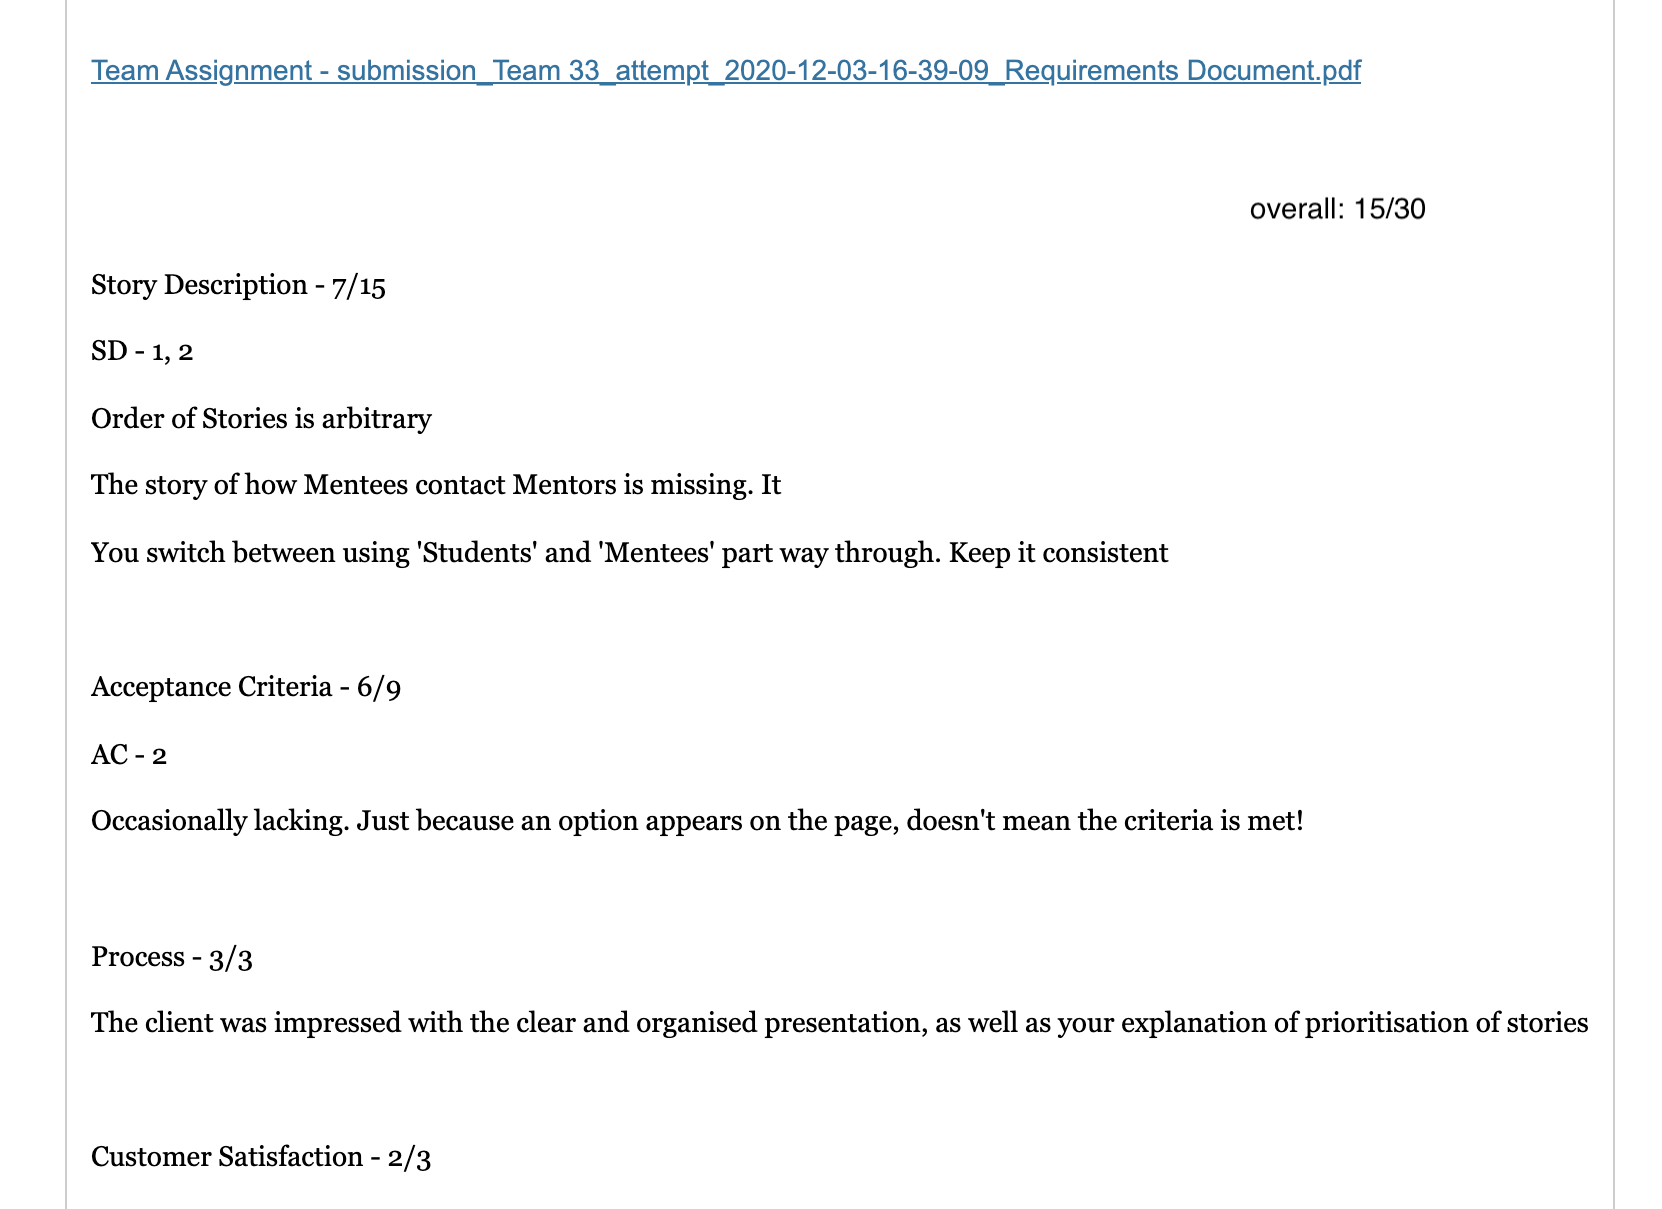 Team Assignment - submission_Team 33_attempt_2020-12-03-16-39-09_Requirements Document.pdf
overall: 15/30
Story Description - 7/15
SD - 1, 2
Order of Stories is arbitrary
The story of how Mentees contact Mentors is missing. It
You switch between using 'Students' and 'Mentees' part way through. Keep it consistent
Acceptance Criteria - 6/9
AC - 2
Occasionally lacking. Just because an option appears on the page, doesn't mean the criteria is met!
Process - 3/3
The client was impressed with the clear and organised presentation, as well as your explanation of prioritisation of stories
Customer Satisfaction - 2/3